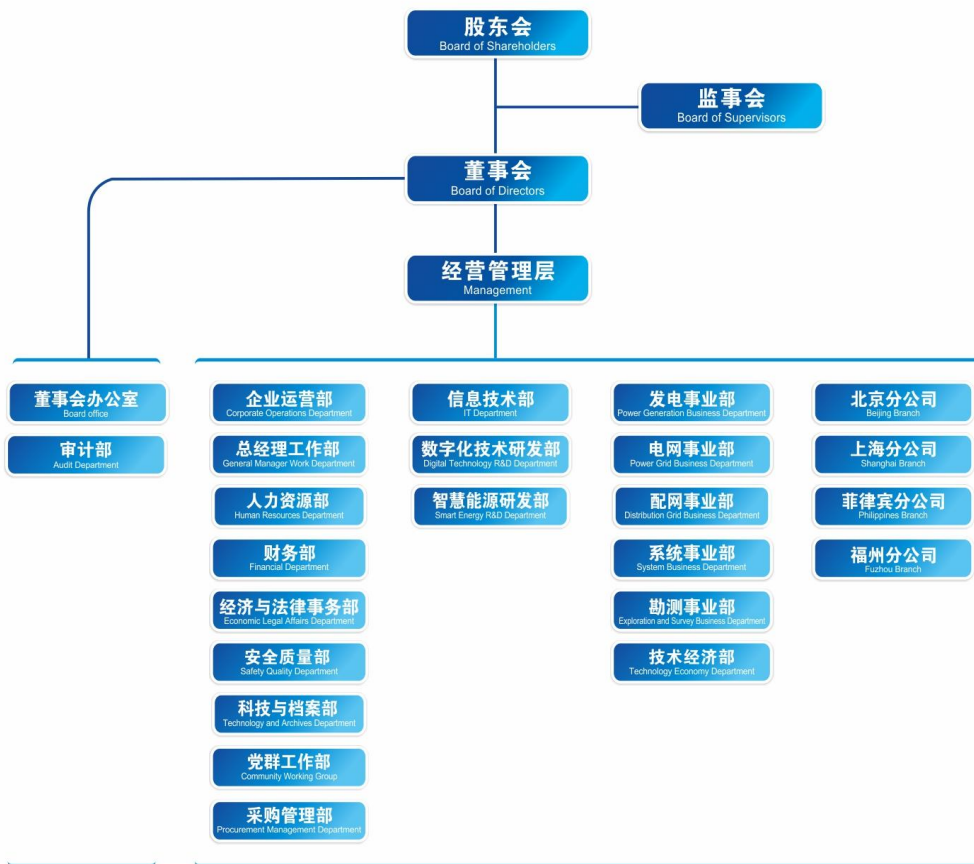 股东会
Board of Shareholders
监事会
Board of Supervisors
董事会
Board of Directors
经营管理层
Management
董事会办公室
Board office
审计部
Audit Department
企业运营部
Corporate Operations Department
总经理工作部
General Manager Work Department
人力资源部
Human Resources Department
财务部
Financial Department
经济与法律事务部
Economic Legal Affairs Department
安全质量部
Safety Quality Department
科技与档案部
Technology and Archives Department
党群工作部
Community Working Group
采购管理部
Procurement Management Department
信息技术部
IT Department
数字化技术研发部
Digital Technology R&D Department
智慧能源研发部
Smart Energy R&D Department
发电事业部
Power Generation Business Department
电网事业部
Power Grid Business Department
配网事业部
Distribution Grid Business Department
系统事业部
System Business Department
勘测事业部
Exploration and Survey Business Department
技术经济部
Technology Economy Department
北京分公司
Beijing Branch
上海分公司
Shanghai Branch
菲律宾分公司
Philippines Branch
福州分公司
Fuzhou Branch